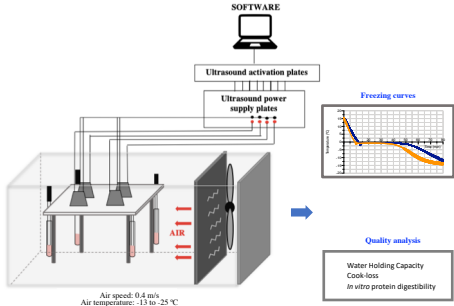 SOFTWARE
Ultrasound activation plates
Ultrasound power
supply plates
AIR
Air speed: 0.4 m/s
Air temperature: -13 to -25 ºC
Freezing curves
Quality analysis
Water Holding Capacity
Cook-loss
In vitro protein digestibility